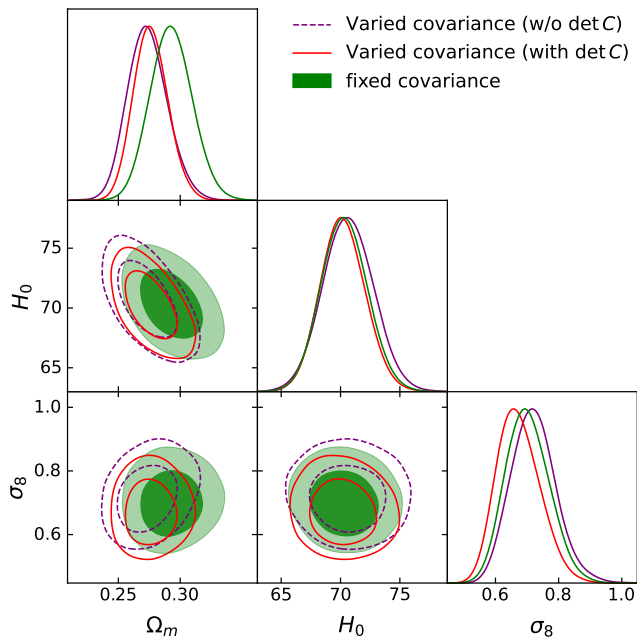 Varied covariance (w/o det C)
Varied covariance (with det C)
fixed covariance
75
70
65
H₀
1.0
0.8
0.6
σ₈
0.25 0.30 65 70 75 0.6 0.8 1.0
Ωₘ H₀ σ₈